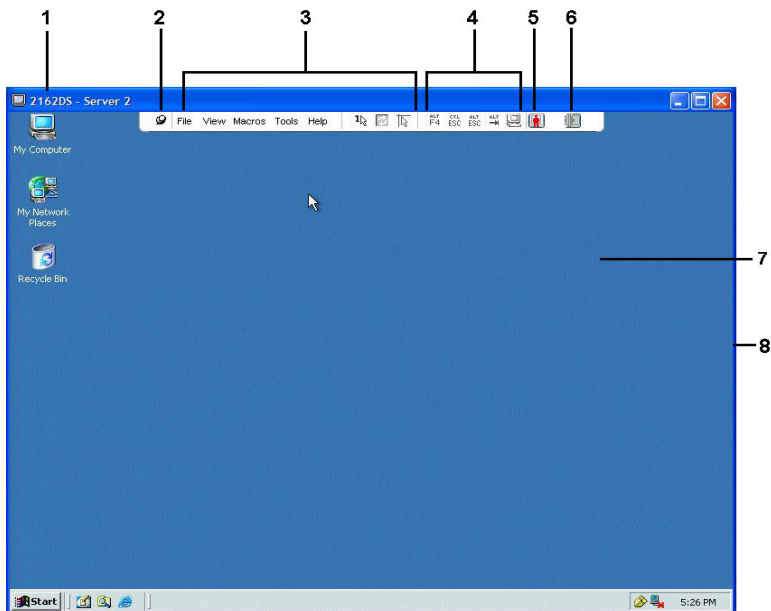 1 2 3 4 5 6
2162DS - Server 2
File View Macros Tools Help ALT F4 CTL ESC ALT ESC ALT
My Computer
My Network Places
Recycle Bin
7
8
Start 5:26 PM